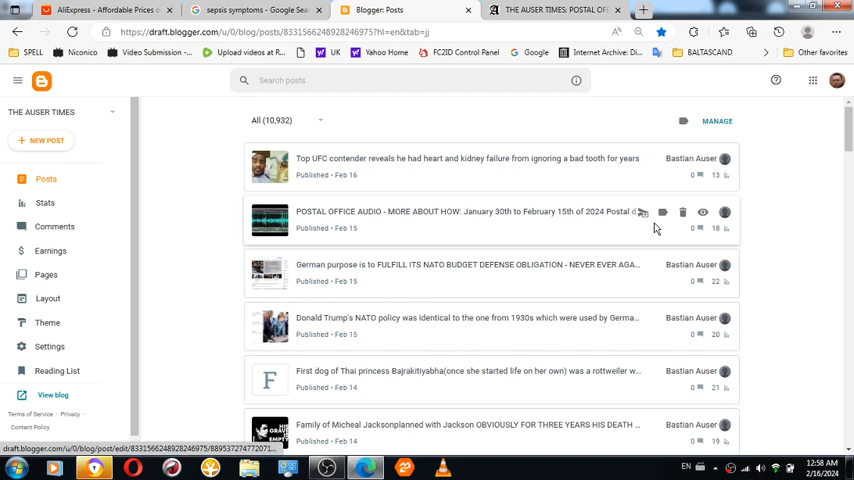 AliExpress - Affordable Prices o
sepsis symptoms - Google Sea
Blogger: Posts
THE AUSER TIMES: POSTAL OF
https://draft.blogger.com/u/0/blog/posts/8331566248928246975?hl=en&tab=jj
SPELL
Niconico
Video Submission -...
Upload videos at R...
UK
Yahoo Home
FC2ID Control Panel
Google
Internet Archive: Di...
BALTASCAND
Other favorites
Search posts
THE AUSER TIMES
All (10,932)
MANAGE
NEW POST
Posts
Stats
Comments
Earnings
Pages
Layout
Theme
Settings
Reading List
View blog
Terms of Service • Privacy •
Content Policy
Top UFC contender reveals he had heart and kidney failure from ignoring a bad tooth for years
Bastian Auser
Published • Feb 16
0 13
POSTAL OFFICE AUDIO - MORE ABOUT HOW: January 30th to February 15th of 2024 Postal d
Published • Feb 15
0 18
German purpose is to FULFILL ITS NATO BUDGET DEFENSE OBLIGATION - NEVER EVER AGA...
Bastian Auser
Published • Feb 15
0 22
Donald Trump's NATO policy was identical to the one from 1930s which were used by Germa...
Bastian Auser
Published • Feb 15
0 20
F
First dog of Thai princess Bajrakitiyabha(once she started life on her own) was a rottweiler w...
Bastian Auser
Published • Feb 14
0 21
HIS GRAVE IS EMPTY
Family of Micheal Jacksonplanned with Jackson OBVIOUSLY FOR THREE YEARS HIS DEATH ...
Bastian Auser
Published • Feb 14
0 19
draft.blogger.com/u/0/blog/post/edit/8331566248928246975/889537274772071...
EN
12:58 AM
2/16/2024